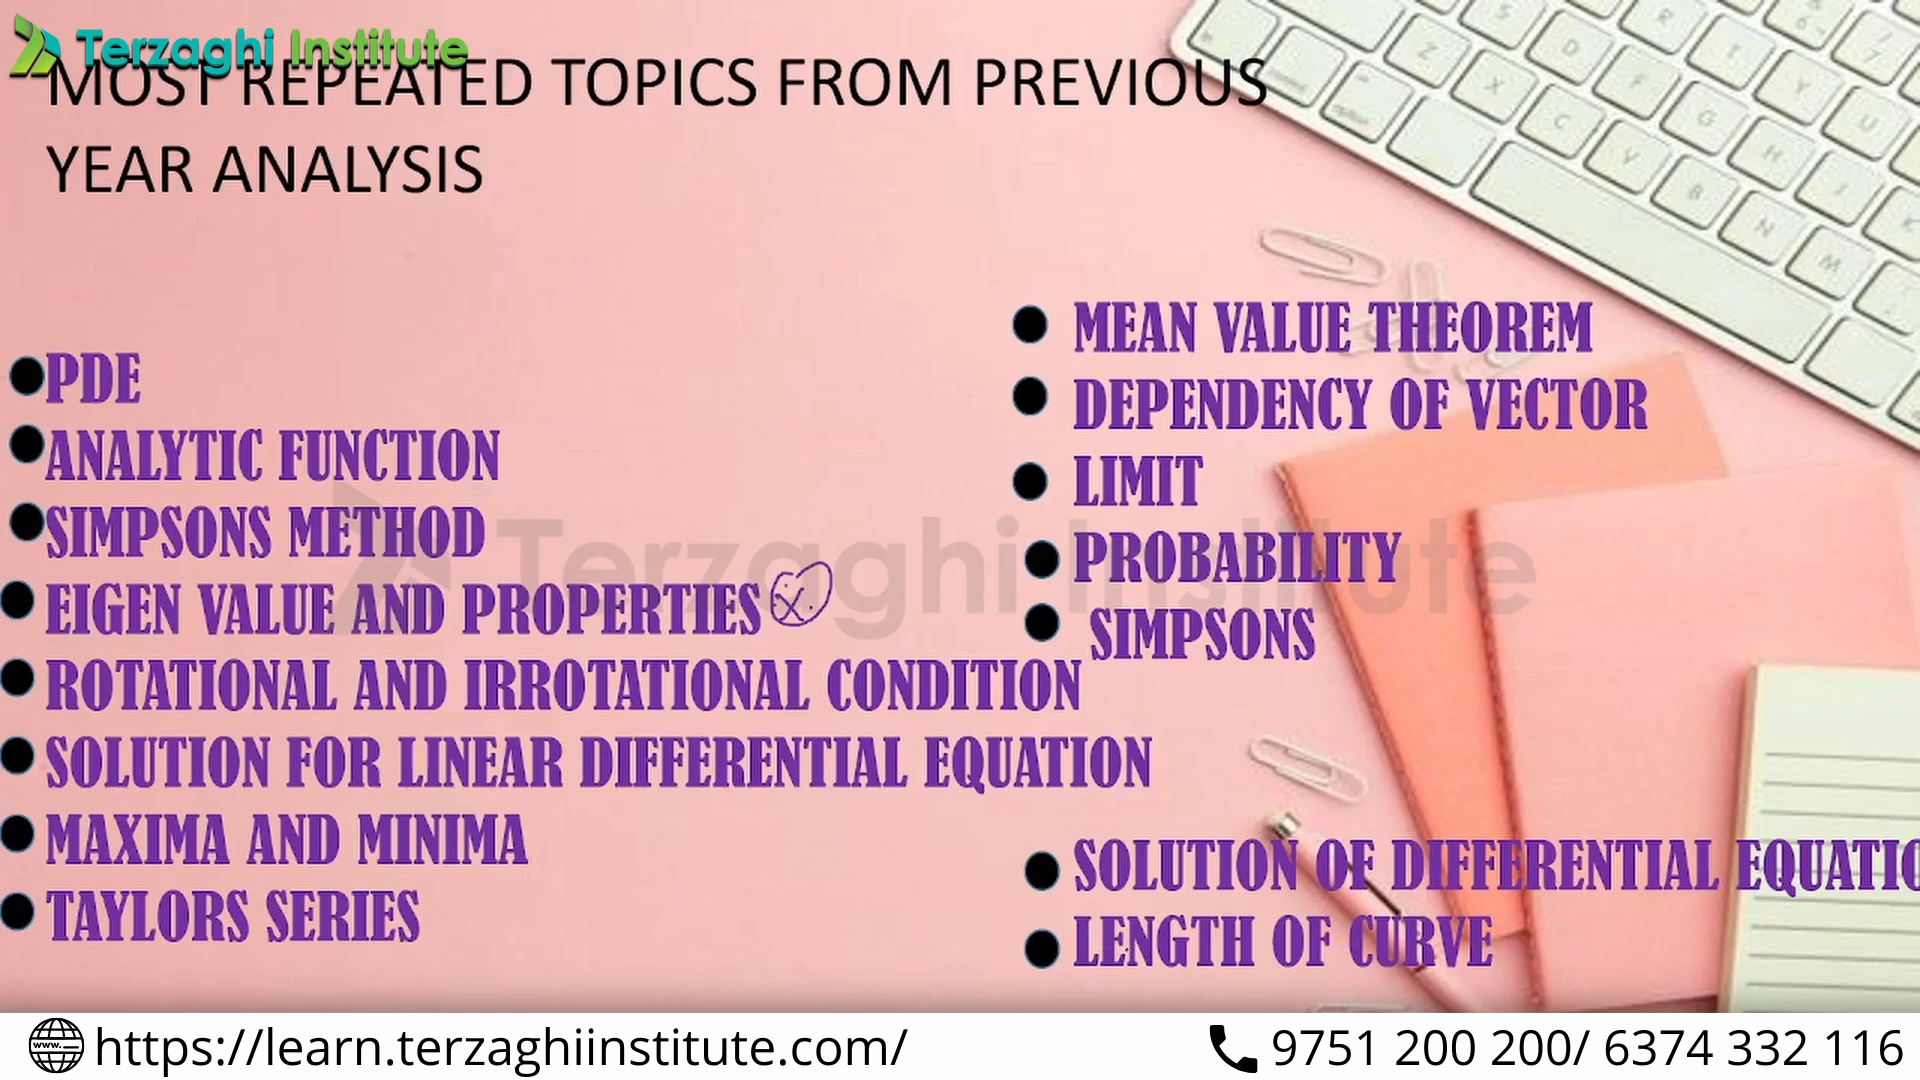 Terzaghi Institute
MOST REPEATED TOPICS FROM PREVIOUS
YEAR ANALYSIS
PDE
ANALYTIC FUNCTION
SIMPSONS METHOD
EIGEN VALUE AND PROPERTIES
ROTATIONAL AND IRROTATIONAL CONDITION
SOLUTION FOR LINEAR DIFFERENTIAL EQUATION
MAXIMA AND MINIMA
TAYLORS SERIES
MEAN VALUE THEOREM
DEPENDENCY OF VECTOR
LIMIT
PROBABILITY
SIMPSONS
SOLUTION OF DIFFERENTIAL EQUATIO
LENGTH OF CURVE
Terzaghi Institute
https://learn.terzaghiinstitute.com/
9751 200 200/ 6374 332 116